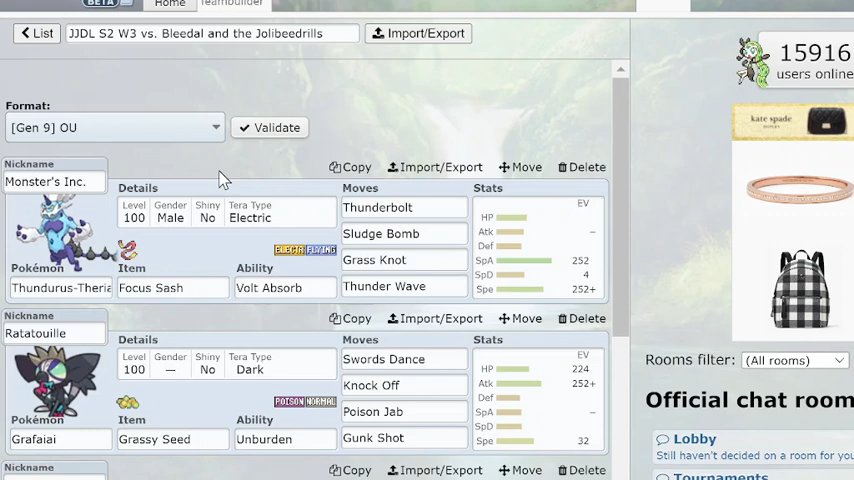 BETA
Home
Teambuilder
List
JJDL S2 W3 vs. Bleedal and the Jolibeedrills
Import/Export
15916
users online
Format:
[Gen 9] OU
Validate
kate spade
Nickname
Monster's Inc.
Copy
Import/Export
Move
Delete
Details
Level Gender Shiny Tera Type
100 Male No Electric
Moves
Thunderbolt
Sludge Bomb
Grass Knot
Thunder Wave
Stats
EV
HP
Atk –
Def
SpA 252
SpD 4
Spe 252+
ELECTR FLYING
Pokémon
Thundurus-Theria
Item
Focus Sash
Ability
Volt Absorb
Nickname
Ratatouille
Copy
Import/Export
Move
Delete
Details
Level Gender Shiny Tera Type
100 — No Dark
Moves
Swords Dance
Knock Off
Poison Jab
Gunk Shot
Stats
EV
HP 224
Atk 252+
Def
SpA –
SpD
Spe 32
POISON NORMAL
Pokémon
Grafaiai
Item
Grassy Seed
Ability
Unburden
Nickname
Copy
Import/Export
Move
Delete
Rooms filter: (All rooms)
Official chat room
Lobby
Still haven't decided on a room for you
Tournaments